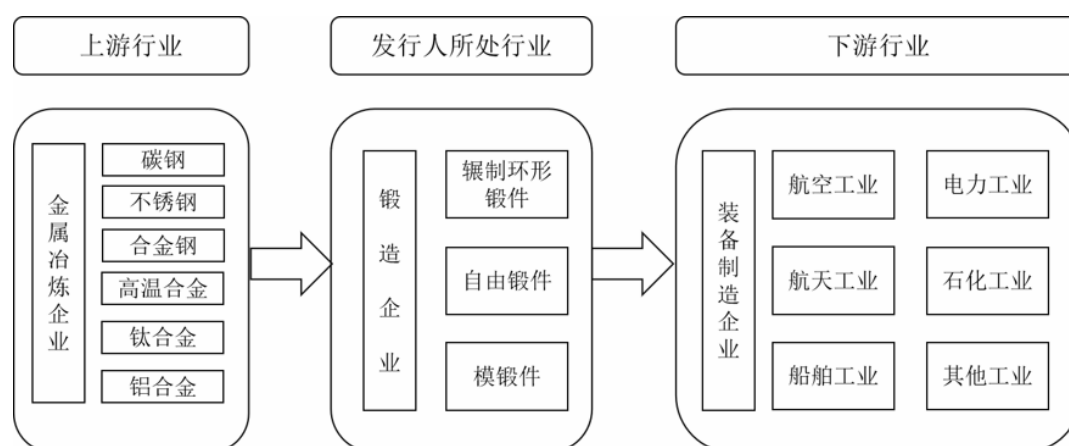 上游行业
发行人所处行业
下游行业
金属冶炼企业
碳钢
不锈钢
合金钢
高温合金
钛合金
铝合金
锻造企业
辗制环形
锻件
自由锻件
模锻件
装备制造企业
航空工业
电力工业
航天工业
石化工业
船舶工业
其他工业